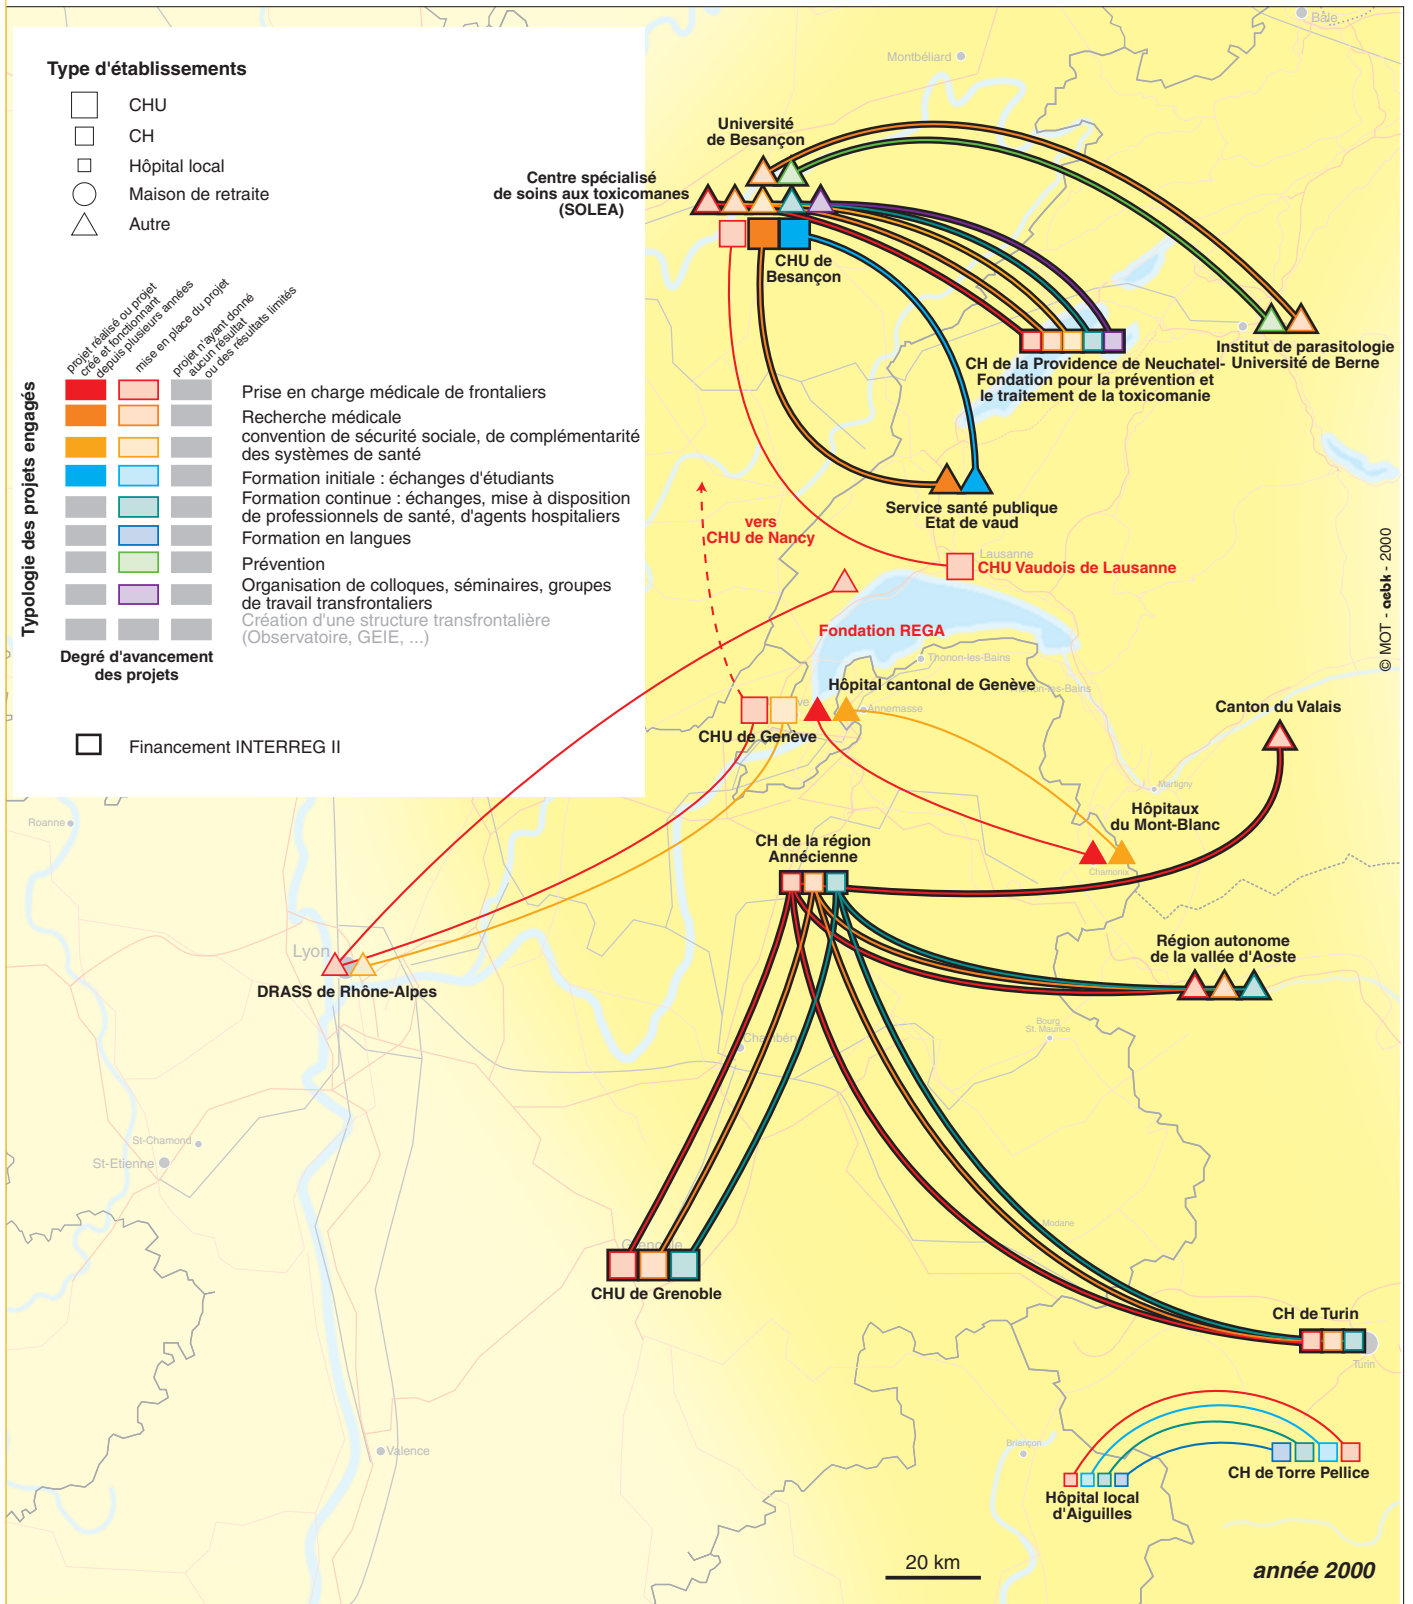 Type d'établissements
CHU
CH
Hôpital local
Maison de retraite
Autre
projet réalisé ou projet
créé et fonctionnant
depuis plusieurs années
mise en place du projet
projet n'ayant donné
aucun résultat
ou des résultats limités
Typologie des projets engagés
Prise en charge médicale de frontaliers
Recherche médicale
convention de sécurité sociale, de complémentarité
des systèmes de santé
Formation initiale : échanges d'étudiants
Formation continue : échanges, mise à disposition
de professionnels de santé, d'agents hospitaliers
Formation en langues
Prévention
Organisation de colloques, séminaires, groupes
de travail transfrontaliers
Création d'une structure transfrontalière
(Observatoire, GEIE, ...)
Degré d'avancement
des projets
Financement INTERREG II
Bâle
Montbéliard
Université
de Besançon
Centre spécialisé
de soins aux toxicomanes
(SOLEA)
CHU de
Besançon
Institut de parasitologie
Université de Berne
CH de la Providence de Neuchatel-
Fondation pour la prévention et
le traitement de la toxicomanie
Service santé publique
Etat de vaud
vers
CHU de Nancy
Lausanne
CHU Vaudois de Lausanne
© MOT - aebk - 2000
Fondation REGA
Thonon-les-Bains
Hôpital cantonal de Genève
Annemasse
CHU de Genève
Canton du Valais
Martigny
Hôpitaux
du Mont-Blanc
Chamonix
Roanne
CH de la région
Annécienne
Lyon
DRASS de Rhône-Alpes
Région autonome
de la vallée d'Aoste
Bourg
St. Maurice
Chambéry
St-Chamond
St-Etienne
Modane
Grenoble
CHU de Grenoble
CH de Turin
Turin
Valence
Briançon
CH de Torre Pellice
Hôpital local
d'Aiguilles
20 km
année 2000